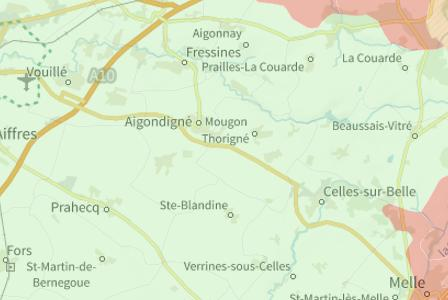 Aigonnay
Fressines
Prailles-La Couarde
La Couarde
Vouillé
A10
Aigondigné
Mougon
Thorigné
Beaussais-Vitré
Aiffres
Celles-sur-Belle
Prahecq
Ste-Blandine
Fors
St-Martin-de-
Bernegoue
Verrines-sous-Celles
Melle
St-Martin-lès-Melle